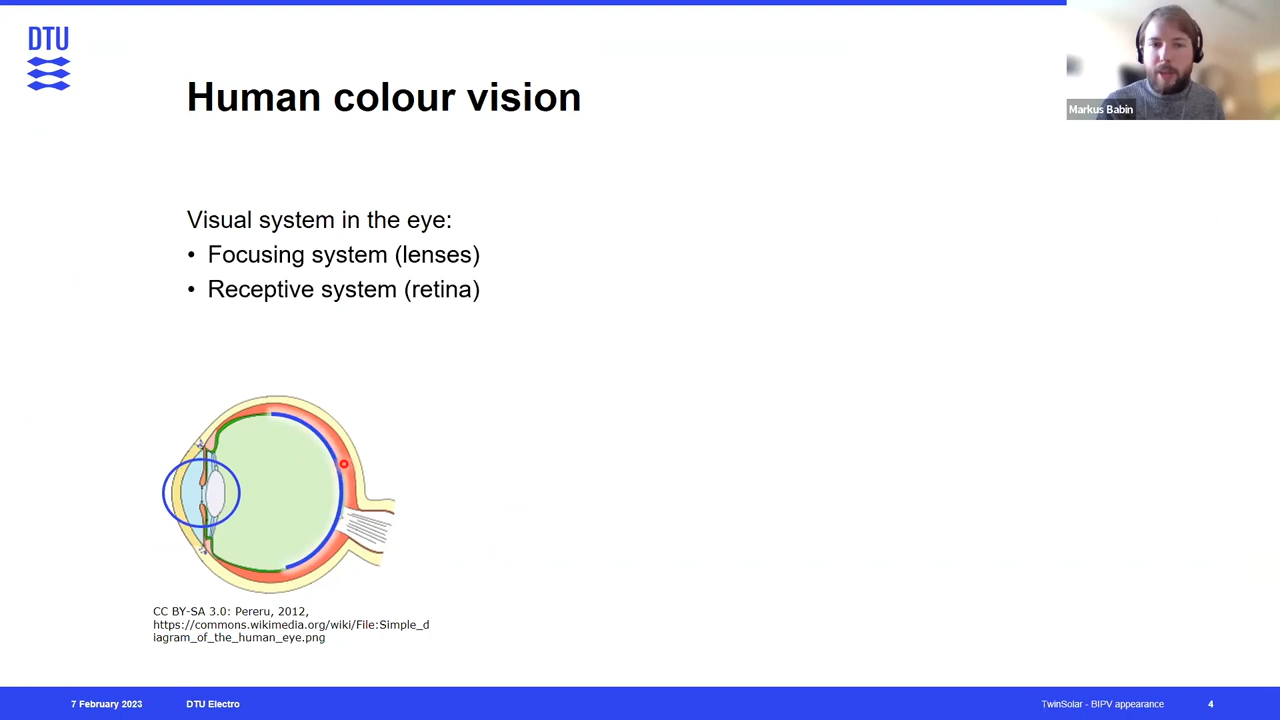 DTU
Markus Babin
Human colour vision
Visual system in the eye:
• Focusing system (lenses)
• Receptive system (retina)
CC BY-SA 3.0: Pereru, 2012,
https://commons.wikimedia.org/wiki/File:Simple_d
iagram_of_the_human_eye.png
7 February 2023
DTU Electro
TwinSolar - BIPV appearance
4